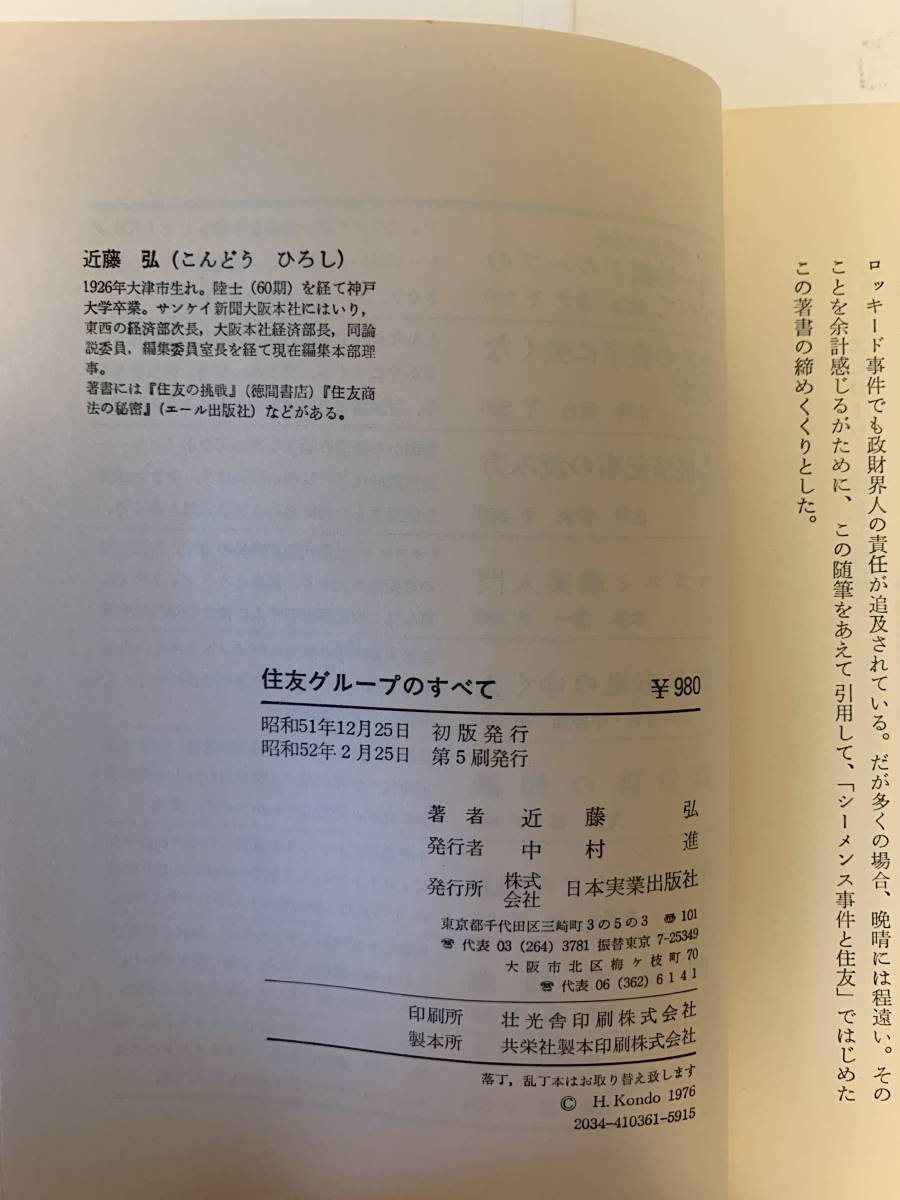 近藤 弘(こんどう ひろし)
1926年大津市生れ。陸士(60期)を経て神戸
大学卒業。サンケイ新聞大阪本社にはいり,
東西の経済部次長,大阪本社経済部長,同論
説委員,編集委員室長を経て現在編集本部理
事。
著書には『住友の挑戦』(徳間書店)『住友商
法の秘密』(エール出版社)などがある。
住友グループのすべて ¥980
昭和51年12月25日 初版発行
昭和52年2月25日 第5刷発行
著者 近藤 弘
発行者 中村 進
発行所 株式会社 日本実業出版社
東京都千代田区三崎町3の5の3 〠101
☎ 代表 03 (264) 3781 振替東京 7-25349
大阪市北区梅ヶ枝町70
☎ 代表 06 (362) 6141
印刷所 壮光舎印刷株式会社
製本所 共栄社製本印刷株式会社
落丁,乱丁本はお取り替え致します
© H. Kondo 1976
2034-410361-5915
ロッキード事件でも政財界人の責任が追及されている。だが多くの場合、晩晴には程遠い。その
ことを余計感じるがために、この随筆をあえて引用して、「シーメンス事件と住友」ではじめた
この著書の締めくくりとした。